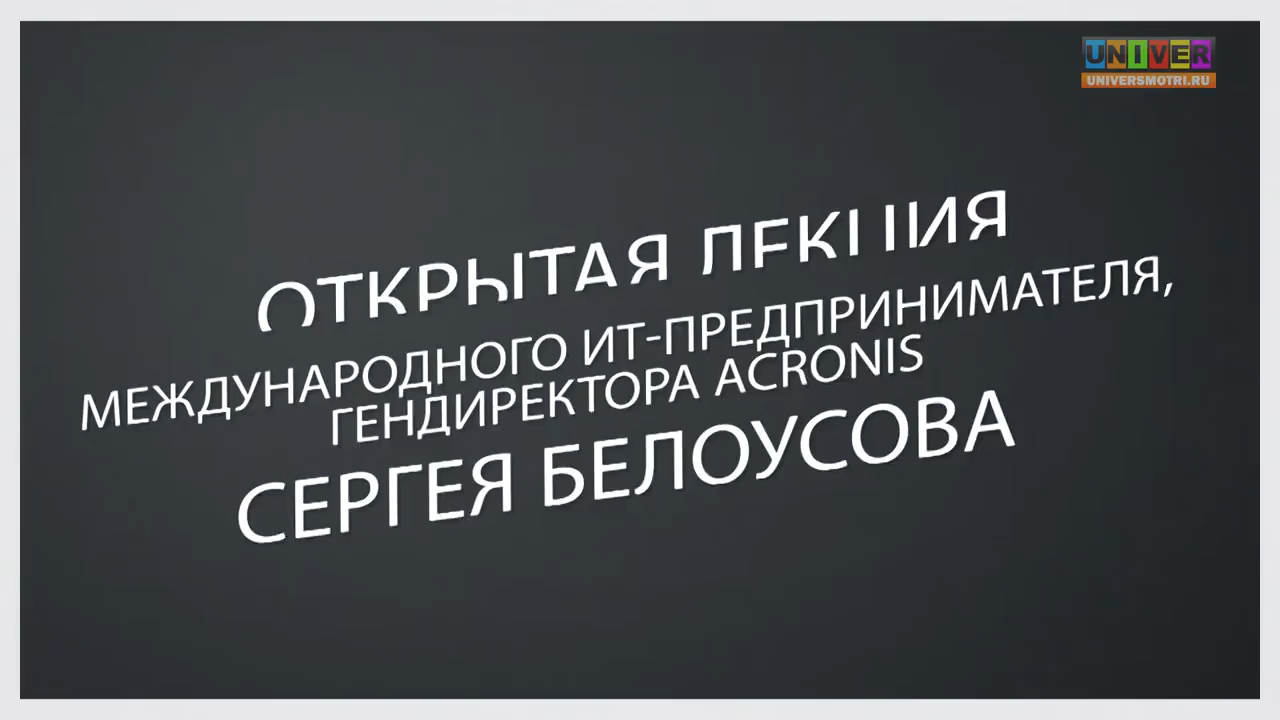 UNIVER
UNIVERSMOTRI.RU
ОТКРЫТАЯ ЛЕКЦИЯ
МЕЖДУНАРОДНОГО ИТ-ПРЕДПРИНИМАТЕЛЯ,
ГЕНДИРЕКТОРА ACRONIS
СЕРГЕЯ БЕЛОУСОВА